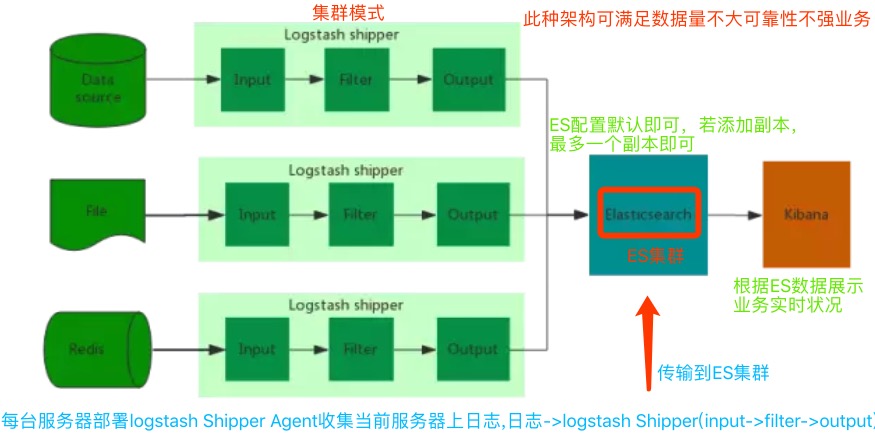 集群模式
此种架构可满足数据量不大可靠性不强业务
Logstash shipper
Data
source
Input
Filter
Output
ES配置默认即可，若添加副本，
最多一个副本即可
Logstash shipper
File
Input
Filter
Output
Elasticsearch
Kibana
ES集群
根据ES数据展示
业务实时状况
Logstash shipper
Redis
Input
Filter
Output
传输到ES集群
每台服务器部署logstash Shipper Agent收集当前服务器上日志,日志->logstash Shipper(input->filter->output)